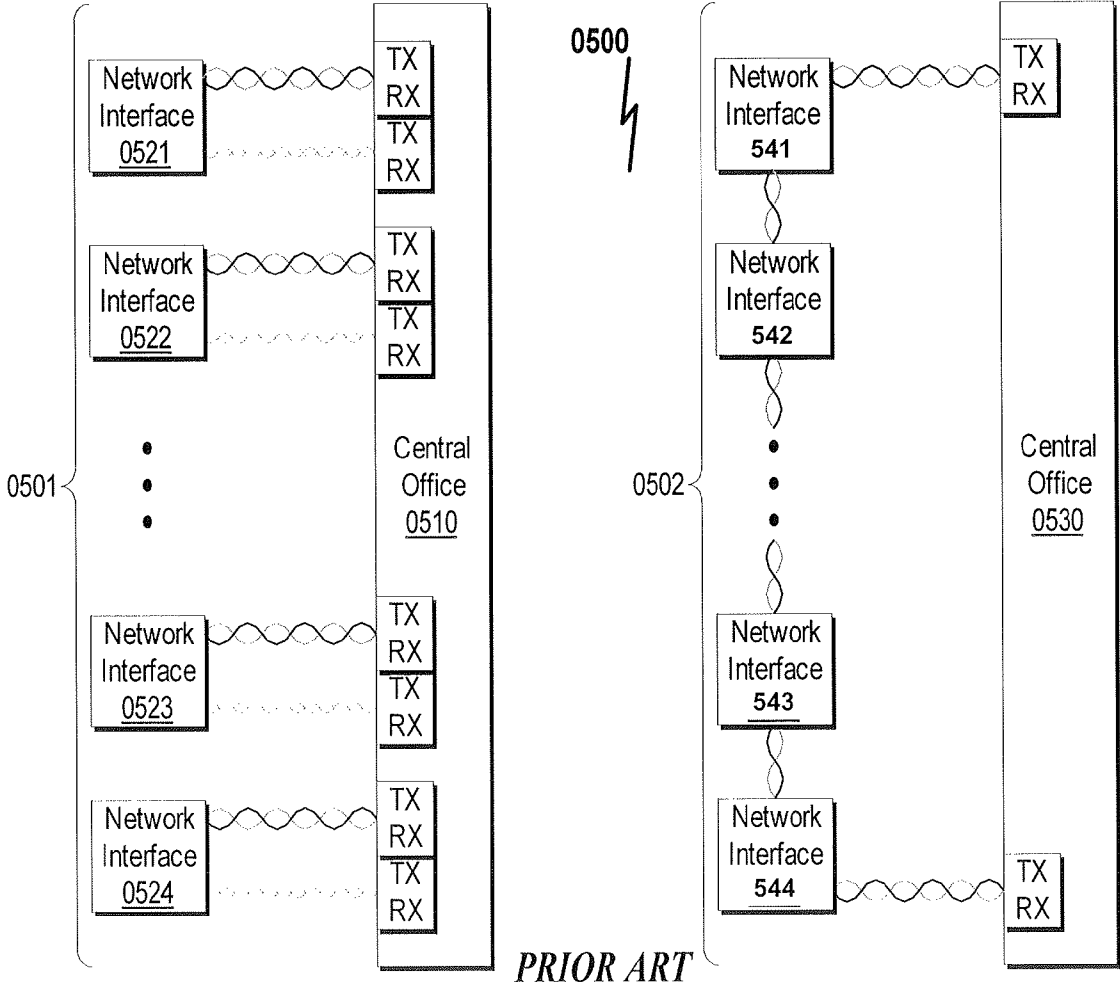 0500
0501
Network
Interface
0521
TX
RX
TX
RX
Network
Interface
0522
TX
RX
TX
RX
Central
Office
0510
Network
Interface
0523
TX
RX
TX
RX
Network
Interface
0524
TX
RX
TX
RX
0502
Network
Interface
541
TX
RX
Network
Interface
542
Central
Office
0530
Network
Interface
543
Network
Interface
544
TX
RX
PRIOR ART